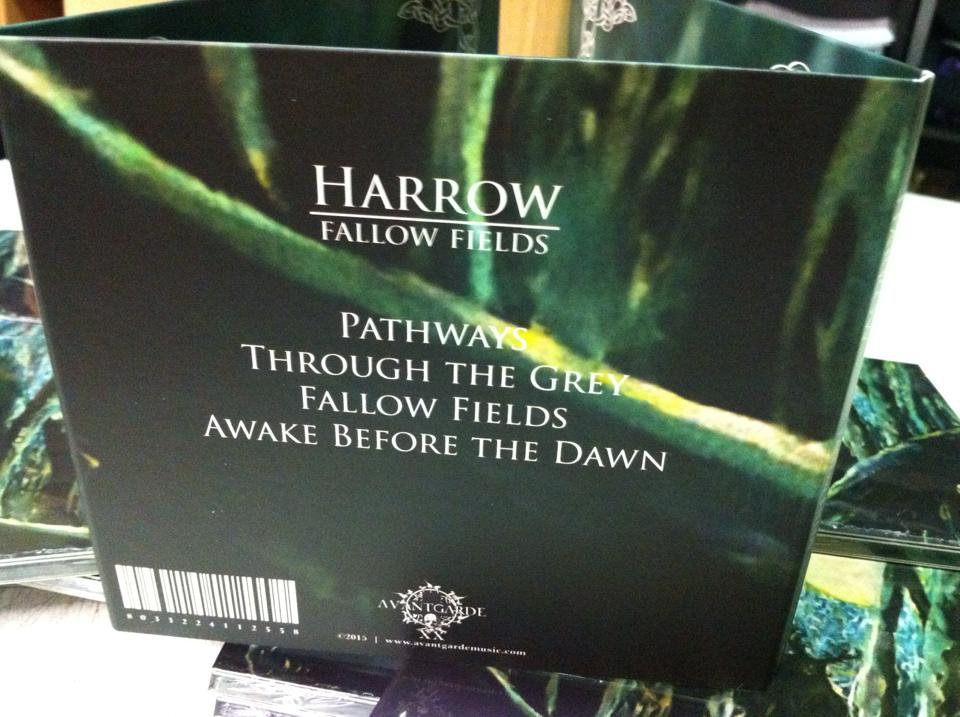 HARROW
FALLOW FIELDS
PATHWAYS
THROUGH THE GREY
FALLOW FIELDS
AWAKE BEFORE THE DAWN
8033224112558
AVANTGARDE
XX
©2015 | www.avantgardemusic.com